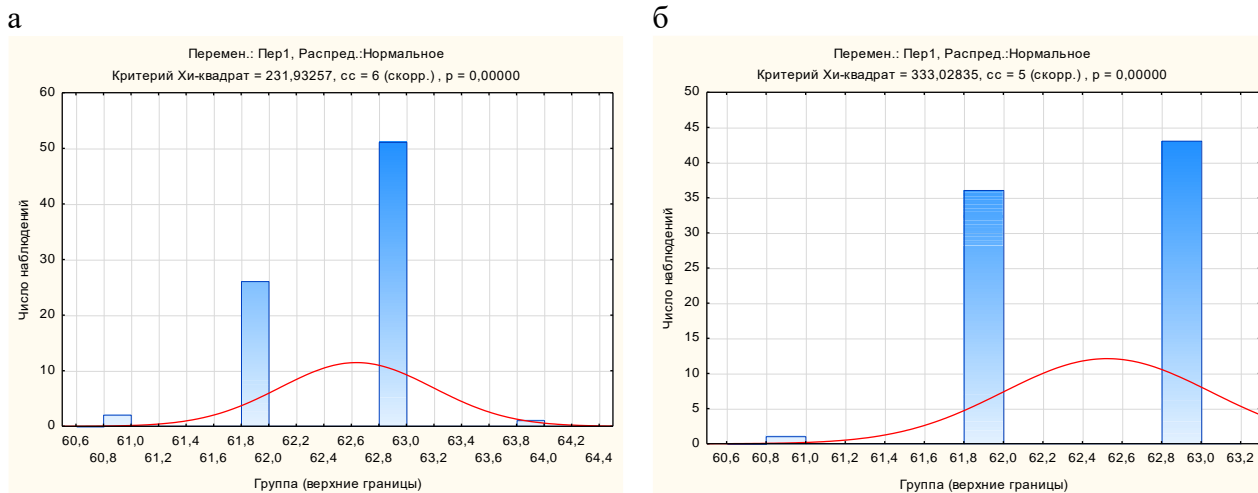 а
Перемен.: Пер1, Распред.:Нормальное
Критерий Хи-квадрат = 231,93257, сс = 6 (скорр.) , p = 0,00000
Число наблюдений
60
50
40
30
20
10
0
60,6 61,0 61,4 61,8 62,2 62,6 63,0 63,4 63,8 64,2
60,8 61,2 61,6 62,0 62,4 62,8 63,2 63,6 64,0 64,4
Группа (верхние границы)
б
Перемен.: Пер1, Распред.:Нормальное
Критерий Хи-квадрат = 333,02835, сс = 5 (скорр.) , p = 0,00000
Число наблюдений
50
45
40
35
30
25
20
15
10
5
0
60,6 61,0 61,4 61,8 62,2 62,6 63,0
60,8 61,2 61,6 62,0 62,4 62,8 63,2
Группа (верхние границы)